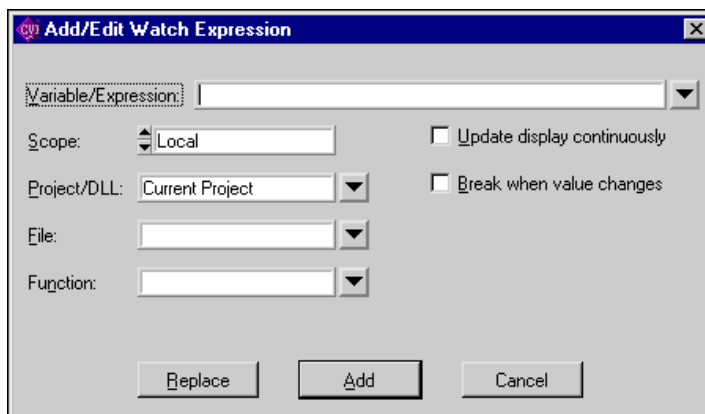 CVI Add/Edit Watch Expression
Variable/Expression:
Scope: Local Update display continuously
Project/DLL: Current Project Break when value changes
File:
Function:
Replace Add Cancel